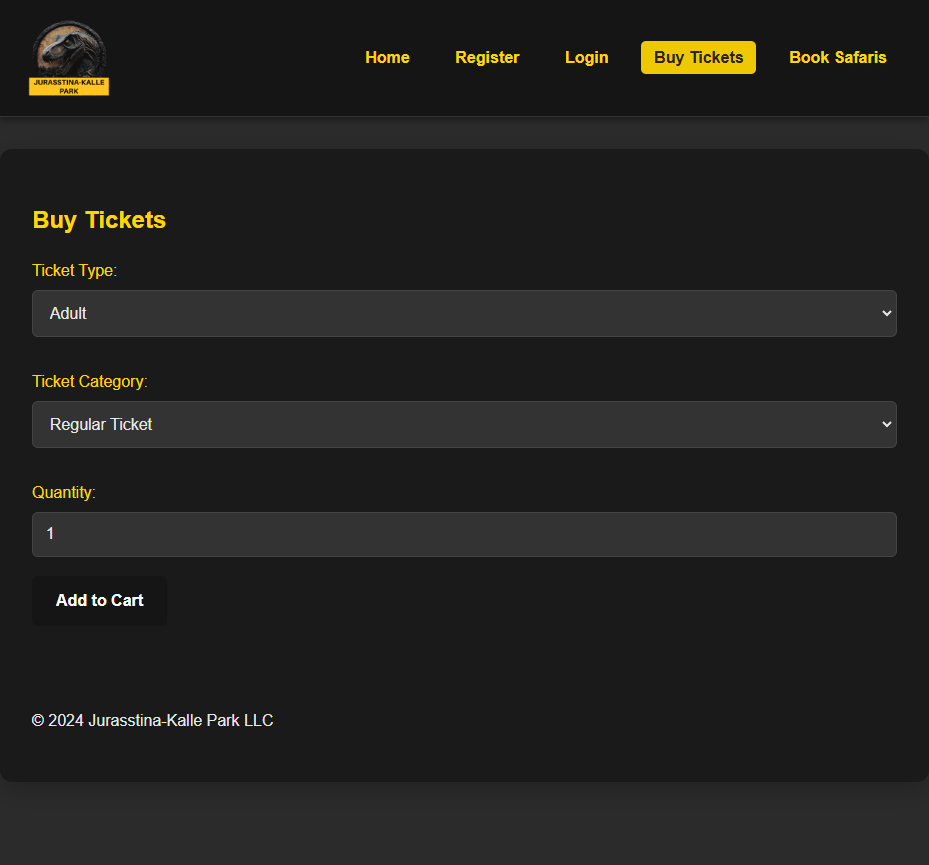 JURASSTINA-KALLE
PARK
Home Register Login Buy Tickets Book Safaris
Buy Tickets
Ticket Type:
Adult
Ticket Category:
Regular Ticket
Quantity:
1
Add to Cart
© 2024 Jurasstina-Kalle Park LLC